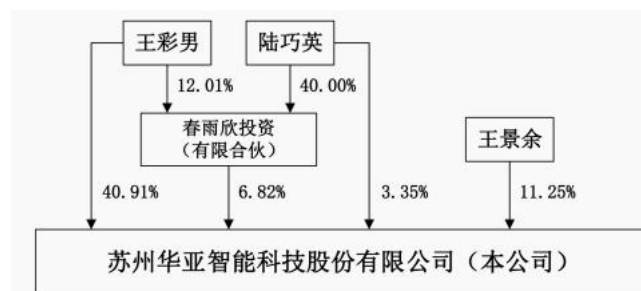 王彩男
陆巧英
12.01%
40.00%
春雨欣投资
（有限合伙）
王景余
40.91%
6.82%
3.35%
11.25%
苏州华亚智能科技股份有限公司（本公司）